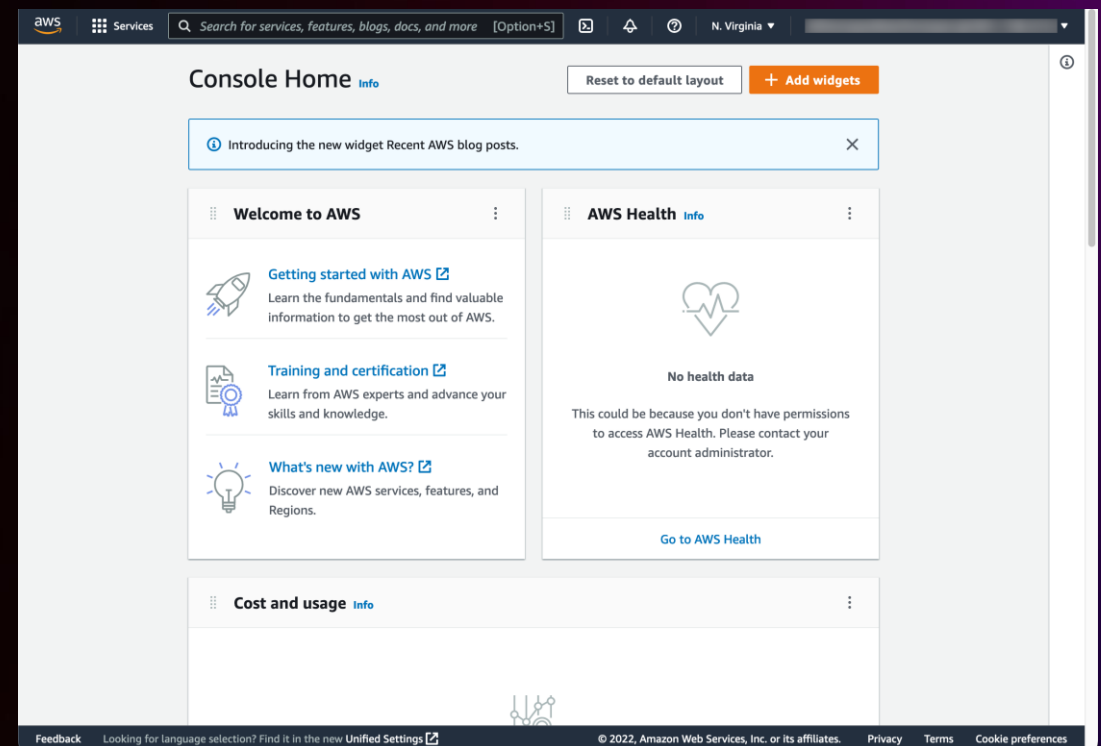 aws
Services
Search for services, features, blogs, docs, and more [Option+S]
N. Virginia
Console Home Info
Reset to default layout
Add widgets
Introducing the new widget Recent AWS blog posts.
Welcome to AWS
Getting started with AWS
Learn the fundamentals and find valuable
information to get the most out of AWS.
Training and certification
Learn from AWS experts and advance your
skills and knowledge.
What's new with AWS?
Discover new AWS services, features, and
Regions.
AWS Health Info
No health data
This could be because you don't have permissions
to access AWS Health. Please contact your
account administrator.
Go to AWS Health
Cost and usage Info
Feedback
Looking for language selection? Find it in the new Unified Settings
© 2022, Amazon Web Services, Inc. or its affiliates.
Privacy
Terms
Cookie preferences